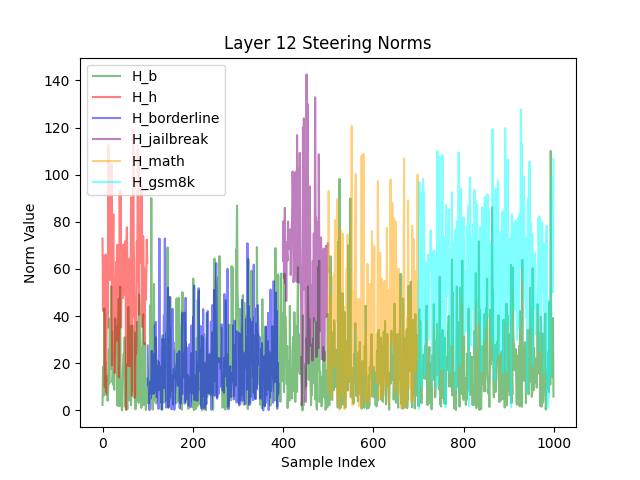 Layer 12 Steering Norms
H_b
H_h
H_borderline
H_jailbreak
H_math
H_gsm8k
Norm Value
140
120
100
80
60
40
20
0
0 200 400 600 800 1000
Sample Index